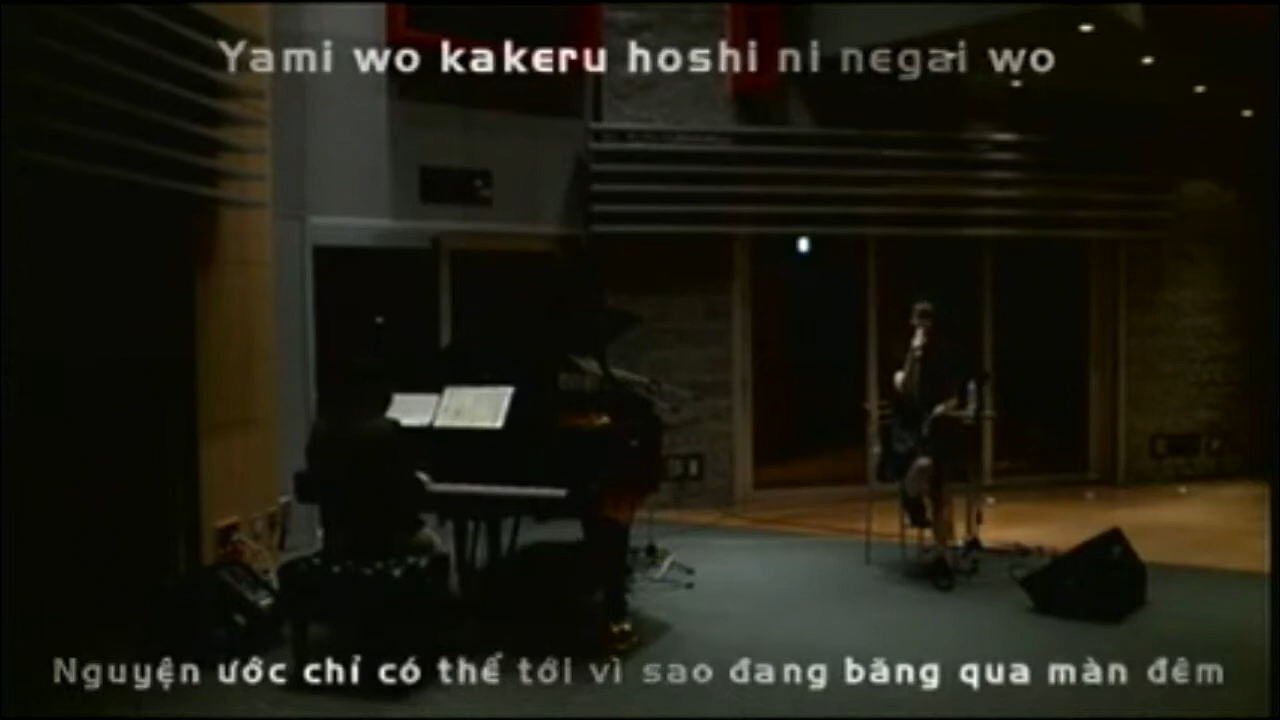 Yami wo kakeru hoshi ni negai wo
Nguyện ước chỉ có thể tới vì sao đang băng qua màn đêm